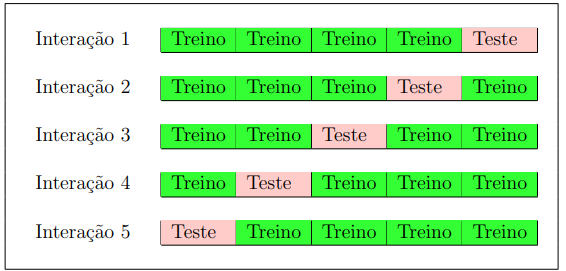 Interação 1 Treino Treino Treino Treino Teste
Interação 2 Treino Treino Treino Teste Treino
Interação 3 Treino Treino Teste Treino Treino
Interação 4 Treino Teste Treino Treino Treino
Interação 5 Teste Treino Treino Treino Treino